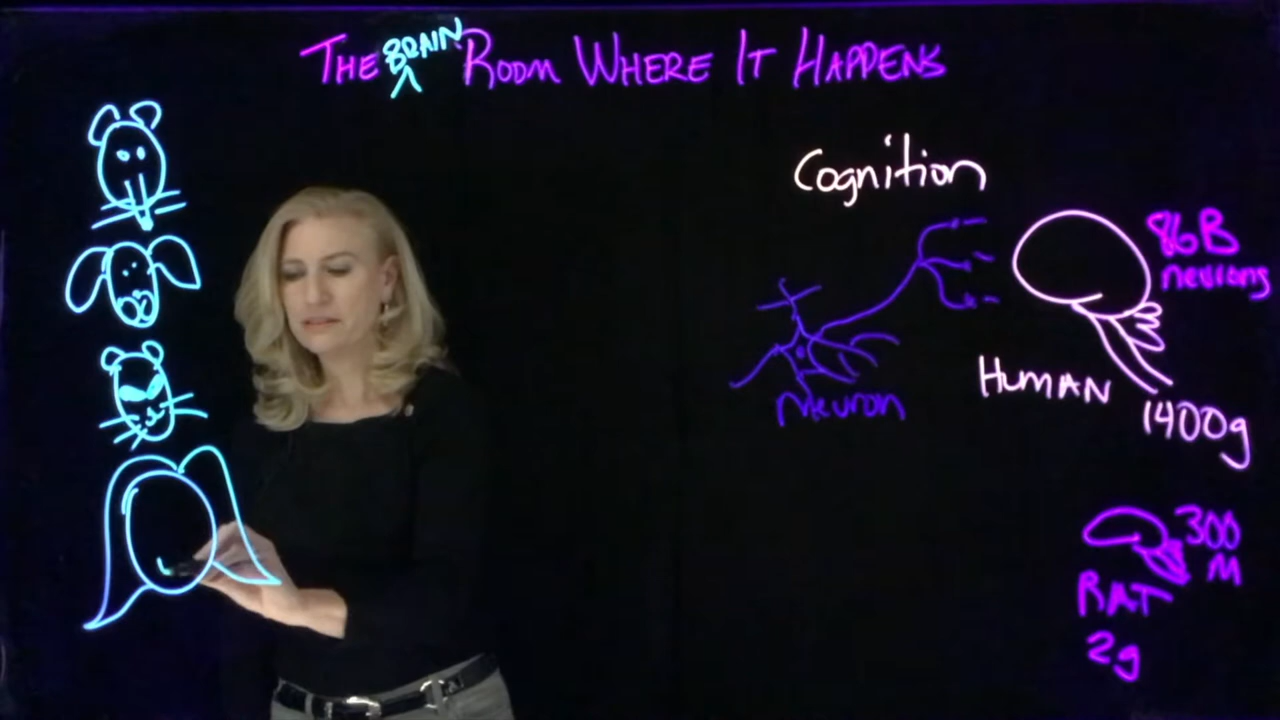 THE BRAIN ROOM WHERE IT HAPPENS
Cognition
86B
neurons
Neuron
HUMAN
1400g
300
M
RAT
2g